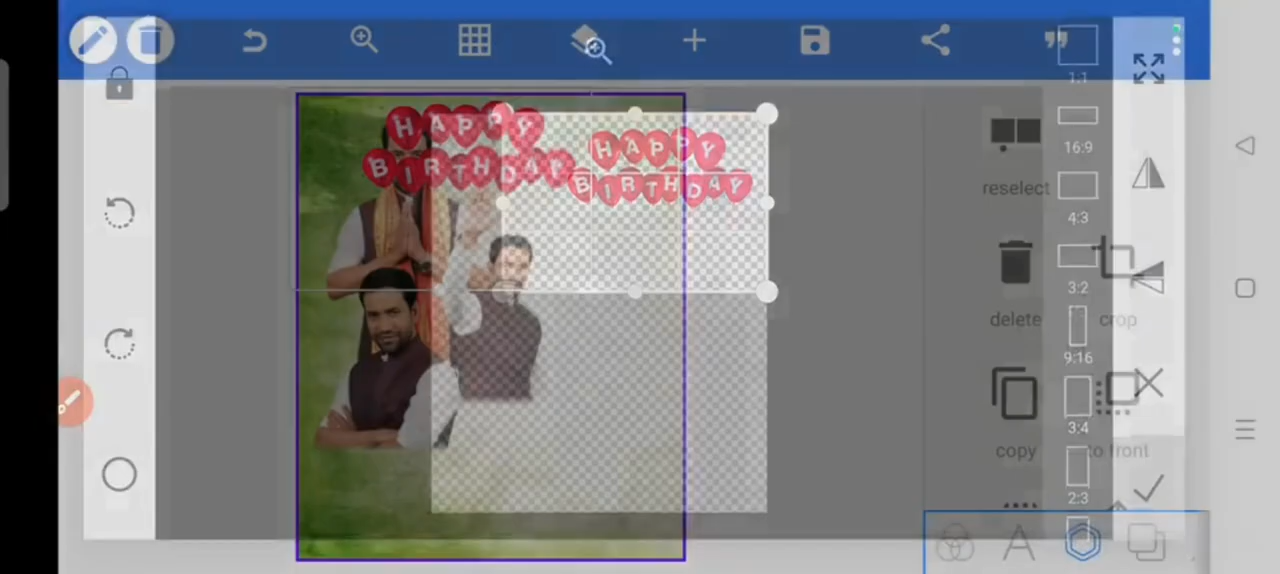 HAPPY
BIRTHDAY
HAPPY
BIRTHDAY
1:1
16:9
reselect
4:3
3:2
delete
crop
9:16
3:4
copy
to front
2:3
A